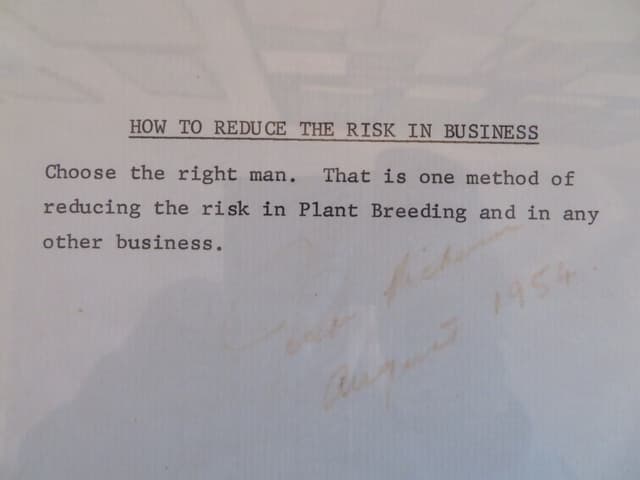 HOW TO REDUCE THE RISK IN BUSINESS
Choose the right man. That is one method of
reducing the risk in Plant Breeding and in any
other business.
August 1954.